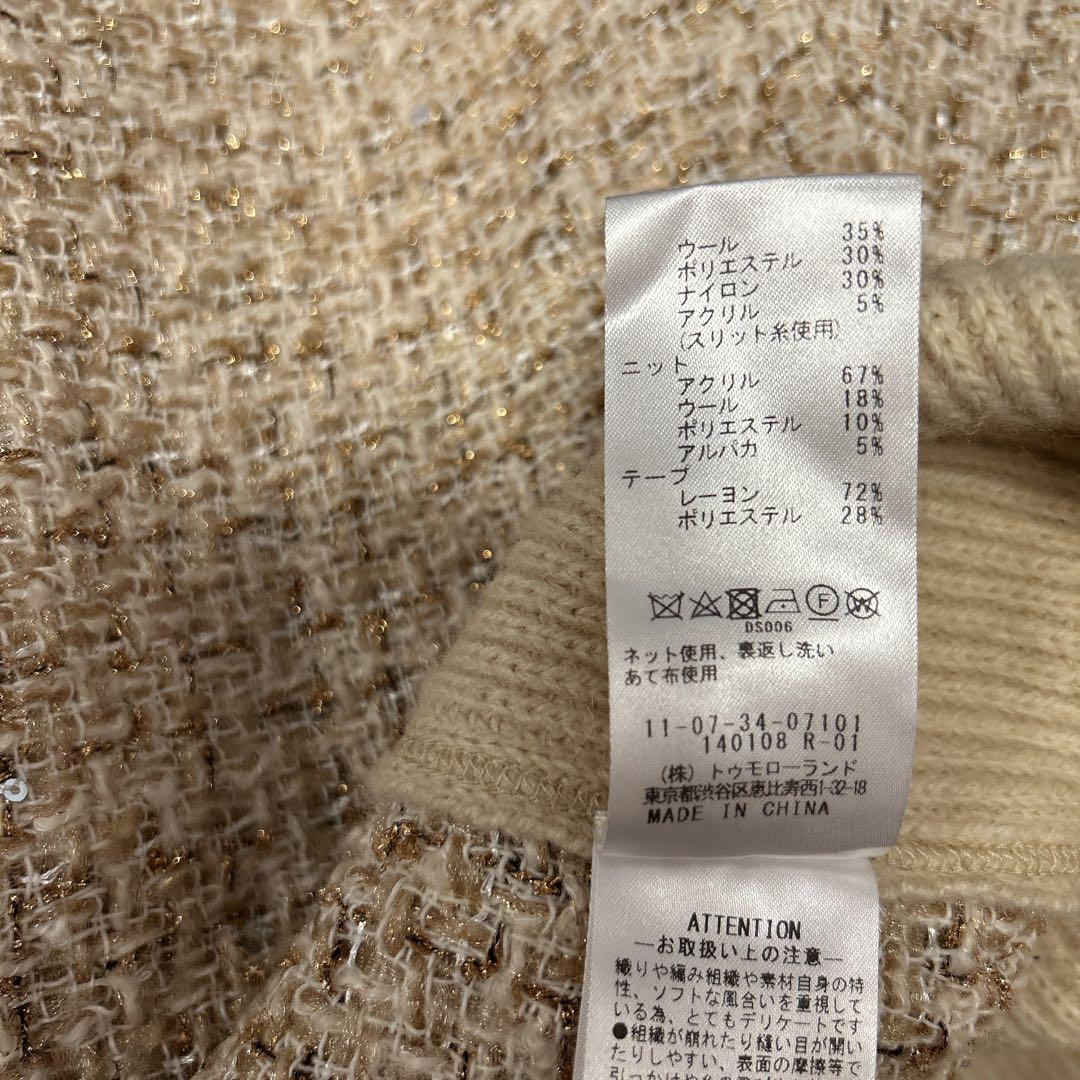 ウール 35%
ポリエステル 30%
ナイロン 30%
アクリル 5%
(スリット糸使用)
ニット
アクリル 67%
ウール 18%
ポリエステル 10%
アルパカ 5%
テープ
レーヨン 72%
ポリエステル 28%
F W
DS006
ネット使用、裏返し洗い
あて布使用
11-07-34-07101
140108 R-01
(株) トゥモローランド
東京都渋谷区恵比寿西1-32-18
MADE IN CHINA
ATTENTION
―お取扱い上の注意―
織りや編み組織や素材自身の特
性、ソフトな風合いを重視して
いる為、とてもデリケートです
●組織が崩れたり縫い目が開い
たりしやすい、表面の摩擦等で